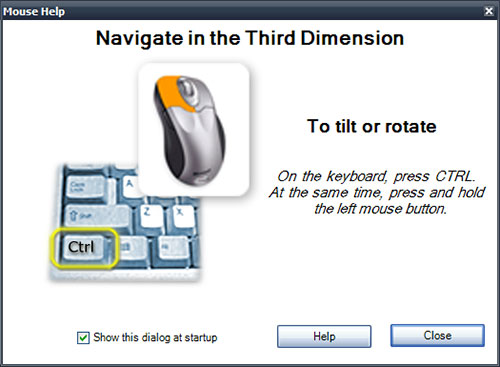 Mouse Help
Navigate in the Third Dimension
To tilt or rotate
On the keyboard, press CTRL.
At the same time, press and hold
the left mouse button.
Caps
Lock
A
Shift
Z
X
Ctrl
Show this dialog at startup
Help
Close